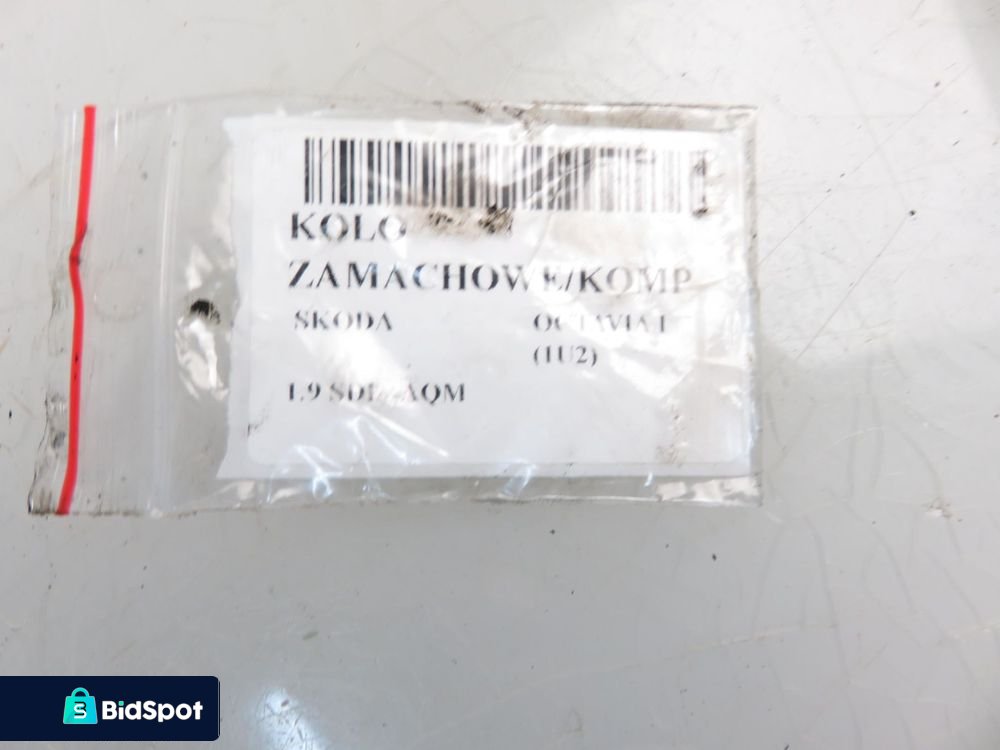 KOLO
ZAMACHOWE/KOMP
SKODA OCTAVIA I
(1U2)
1.9 SDI AQM
BidSpot